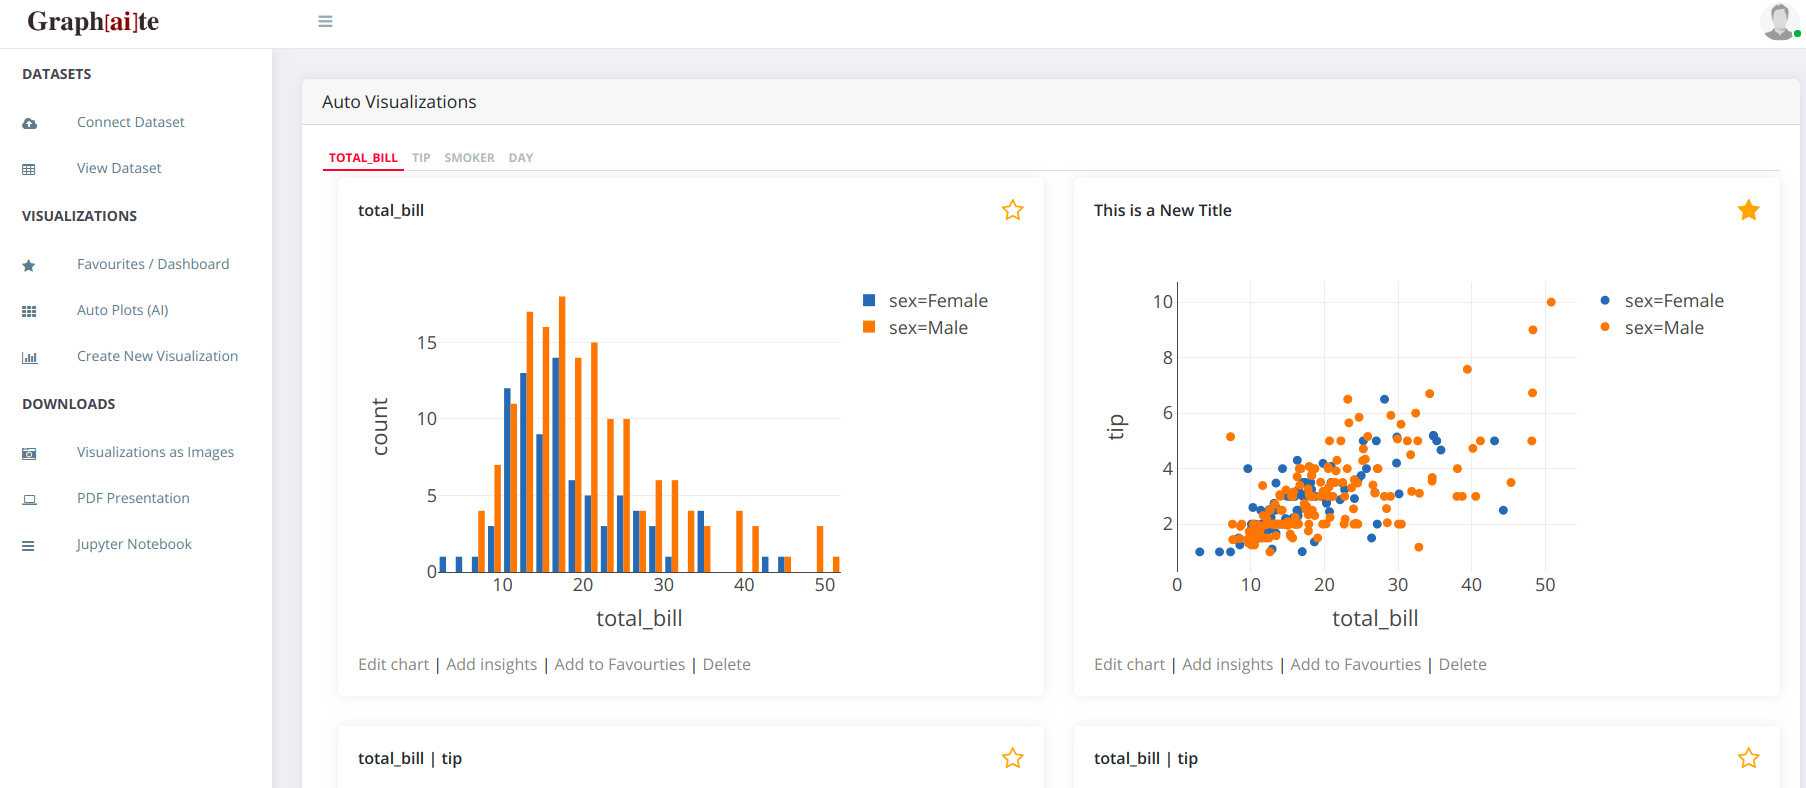 Graph[ai]te
DATASETS
Connect Dataset
View Dataset
VISUALIZATIONS
Favourites / Dashboard
Auto Plots (AI)
Create New Visualization
DOWNLOADS
Visualizations as Images
PDF Presentation
Jupyter Notebook
Auto Visualizations
TOTAL_BILL TIP SMOKER DAY
total_bill
sex=Female
sex=Male
15
10
5
0
count
10 20 30 40 50
total_bill
Edit chart | Add insights | Add to Favourties | Delete
This is a New Title
sex=Female
sex=Male
10
8
6
4
2
tip
0 10 20 30 40 50
total_bill
Edit chart | Add insights | Add to Favourties | Delete
total_bill | tip
total_bill | tip